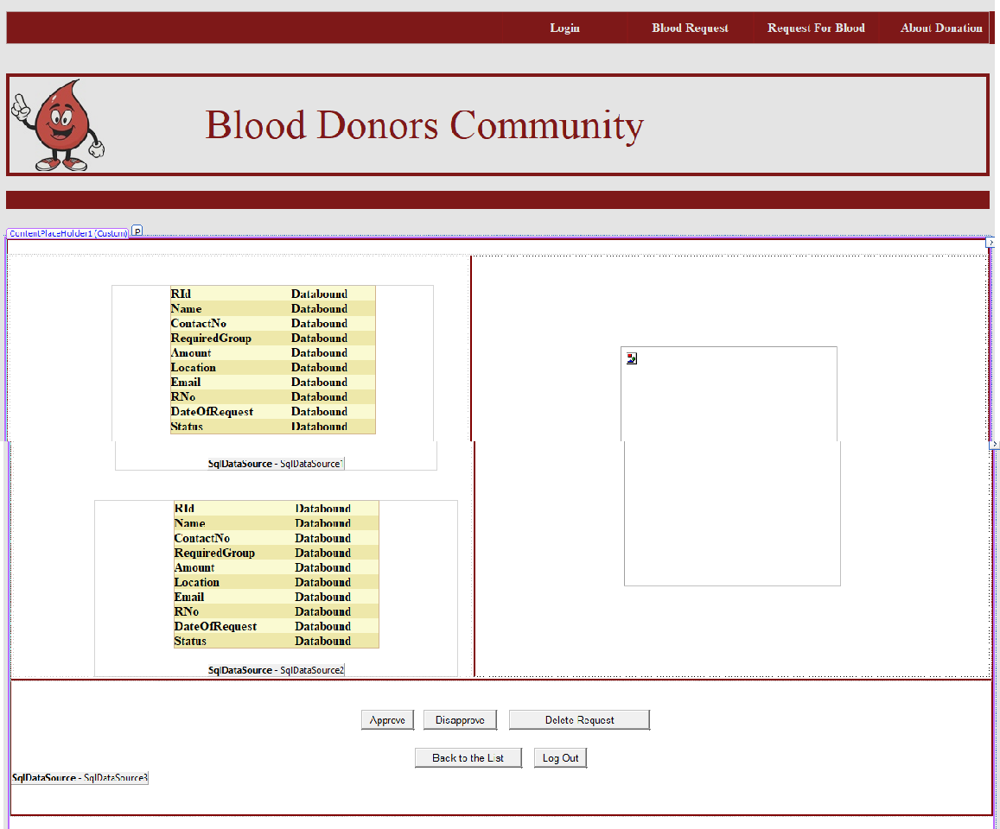 Login Blood Request Request For Blood About Donation
Blood Donors Community
ContentPlaceHolder1 (Custom)
RId Databound
Name Databound
ContactNo Databound
RequiredGroup Databound
Amount Databound
Location Databound
Email Databound
RNo Databound
DateOfRequest Databound
Status Databound
SqlDataSource - SqlDataSource1
RId Databound
Name Databound
ContactNo Databound
RequiredGroup Databound
Amount Databound
Location Databound
Email Databound
RNo Databound
DateOfRequest Databound
Status Databound
SqlDataSource - SqlDataSource2
Approve Disapprove Delete Request
Back to the List Log Out
SqlDataSource - SqlDataSource3